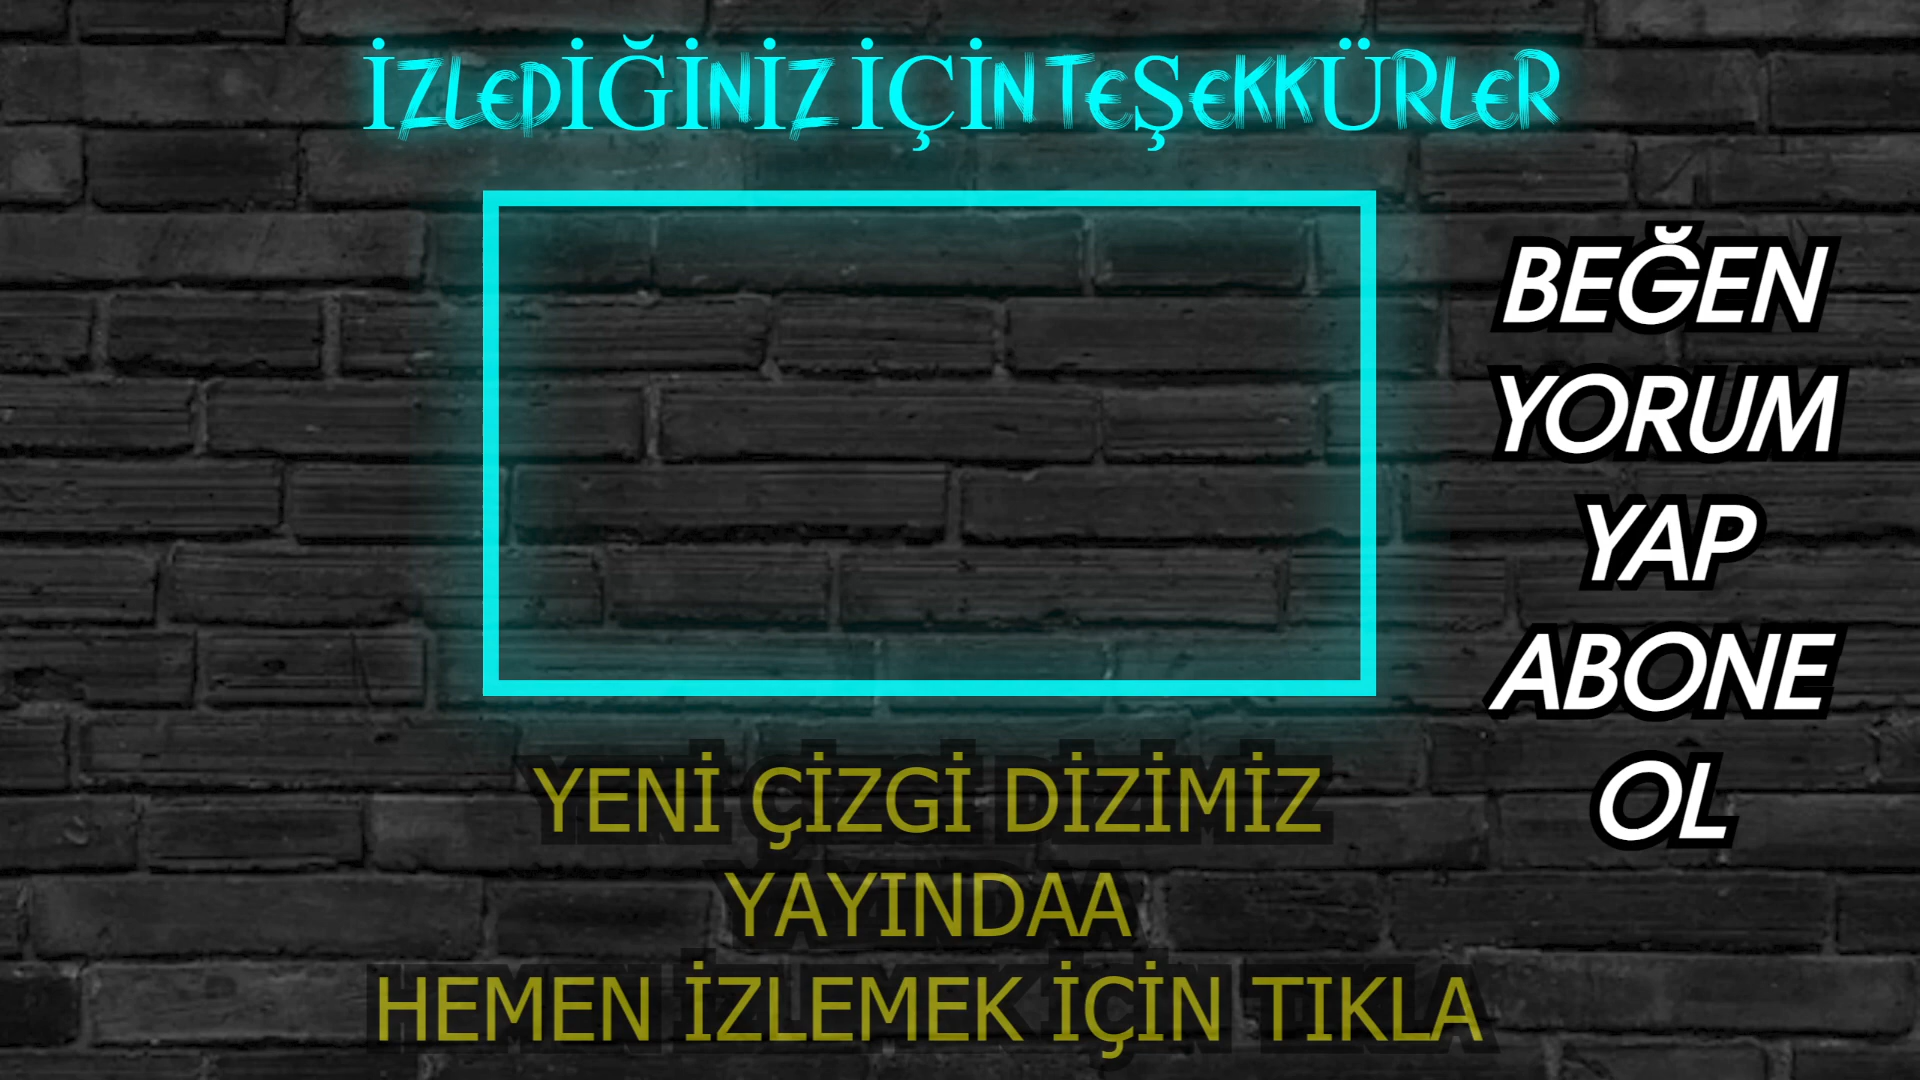 İZLEDİĞİNİZ İÇİN TEŞEKKÜRLER
BEĞEN
YORUM
YAP
ABONE
OL
YENİ ÇİZGİ DİZİMİZ
YAYINDAA
HEMEN İZLEMEK İÇİN TIKLA